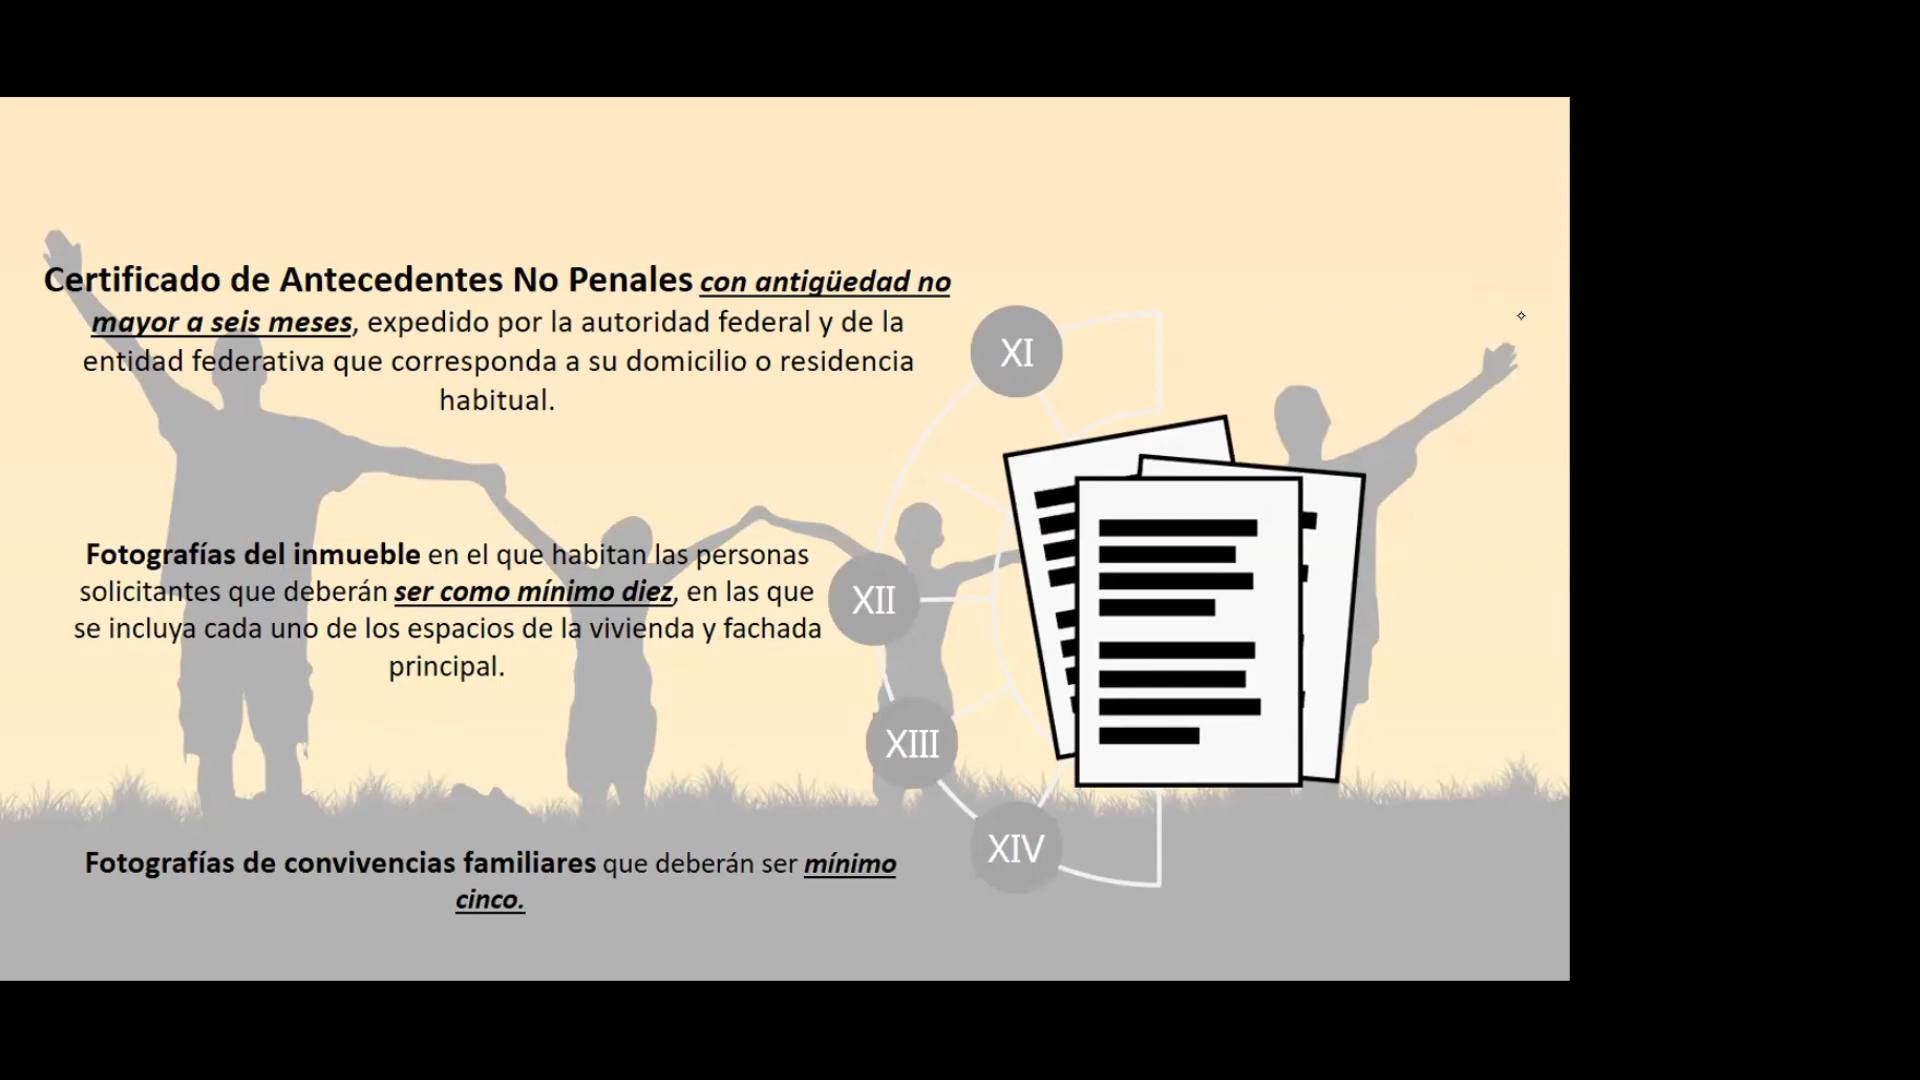 Certificado de Antecedentes No Penales con antigüedad no
mayor a seis meses, expedido por la autoridad federal y de la
entidad federativa que corresponda a su domicilio o residencia
habitual.
XI
Fotografías del inmueble en el que habitan las personas
solicitantes que deberán ser como mínimo diez, en las que
se incluya cada uno de los espacios de la vivienda y fachada
principal.
XII
XIII
XIV
Fotografías de convivencias familiares que deberán ser mínimo
cinco.